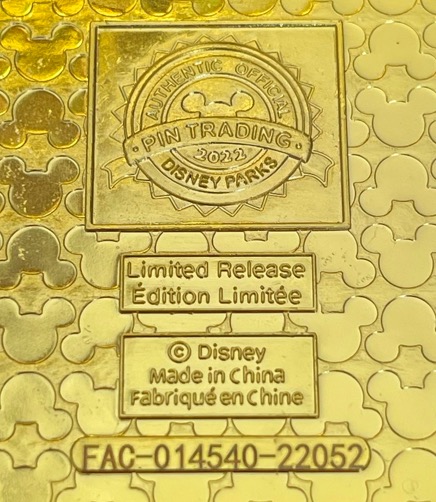 AUTHENTIC OFFICIAL
PIN TRADING
2022
DISNEY PARKS
Limited Release
Édition Limitée
© Disney
Made in China
Fabriqué en Chine
FAC-014540-22052